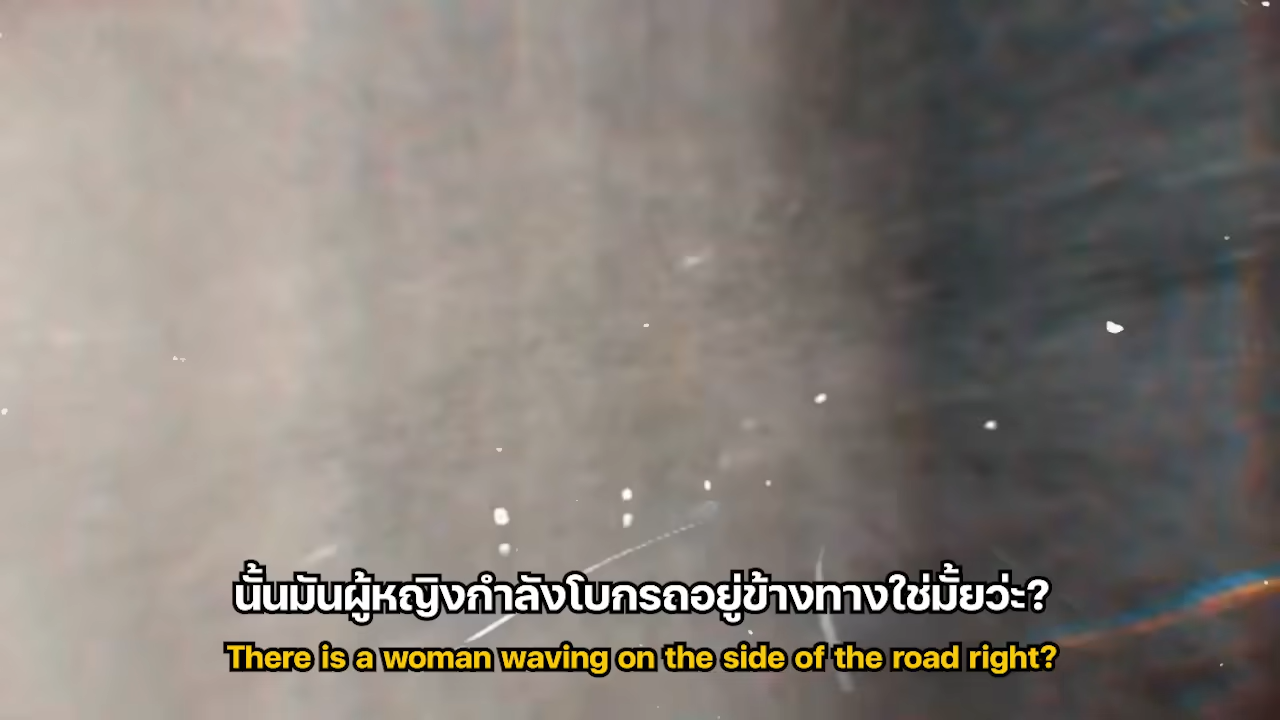 นั้นมันผู้หญิงกำลังโบกรถอยู่ข้างทางใช่มั้ยว่ะ?
There is a woman waving on the side of the road right?